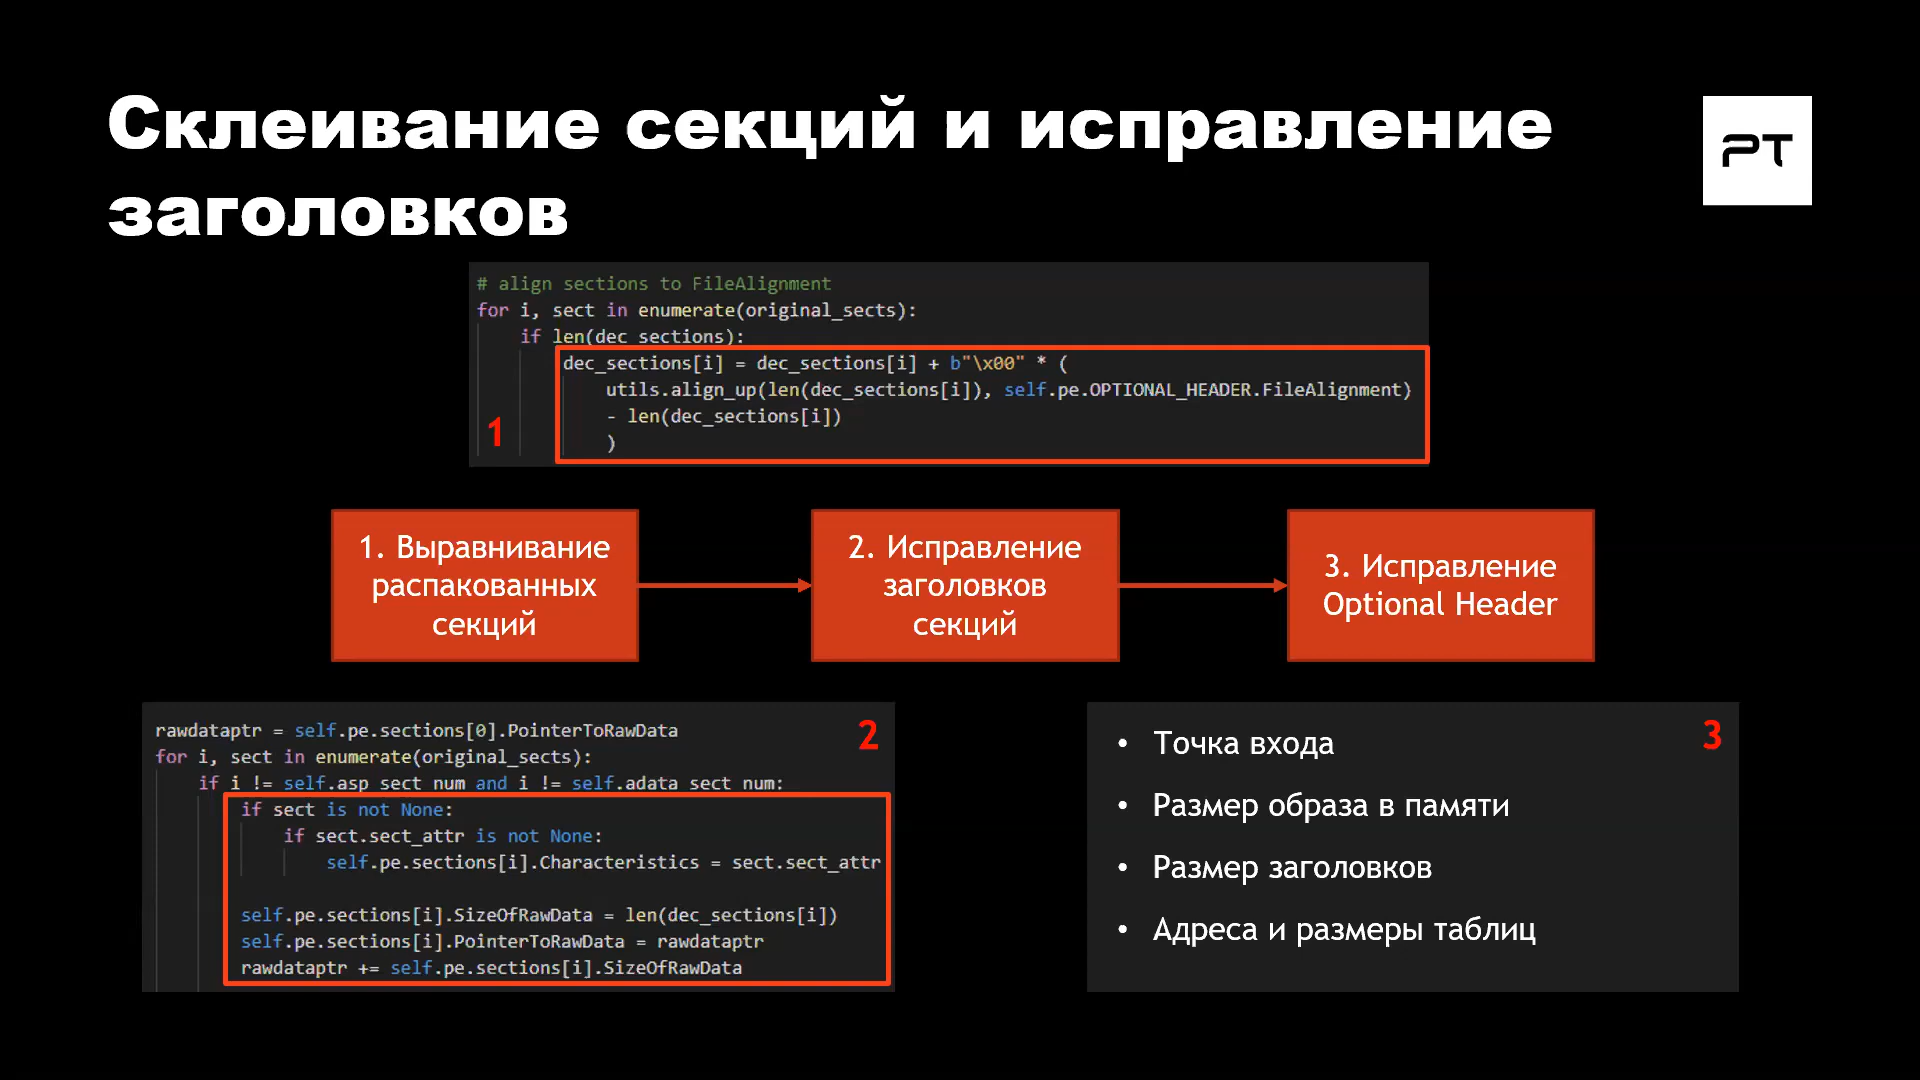 Склеивание секций и исправление
заголовков
PT
# align sections to FileAlignment
for i, sect in enumerate(original_sects):
if len(dec_sections):
dec_sections[i] = dec_sections[i] + b"\x00" * (
utils.align_up(len(dec_sections[i]), self.pe.OPTIONAL_HEADER.FileAlignment)
- len(dec_sections[i])
)
1
1. Выравнивание
распакованных
секций
2. Исправление
заголовков
секций
3. Исправление
Optional Header
rawdataptr = self.pe.sections[0].PointerToRawData
for i, sect in enumerate(original_sects):
if i != self.asp_sect_num and i != self.adata_sect_num:
if sect is not None:
if sect.sect_attr is not None:
self.pe.sections[i].Characteristics = sect.sect_attr
self.pe.sections[i].SizeOfRawData = len(dec_sections[i])
self.pe.sections[i].PointerToRawData = rawdataptr
rawdataptr += self.pe.sections[i].SizeOfRawData
2
• Точка входа
• Размер образа в памяти
• Размер заголовков
• Адреса и размеры таблиц
3